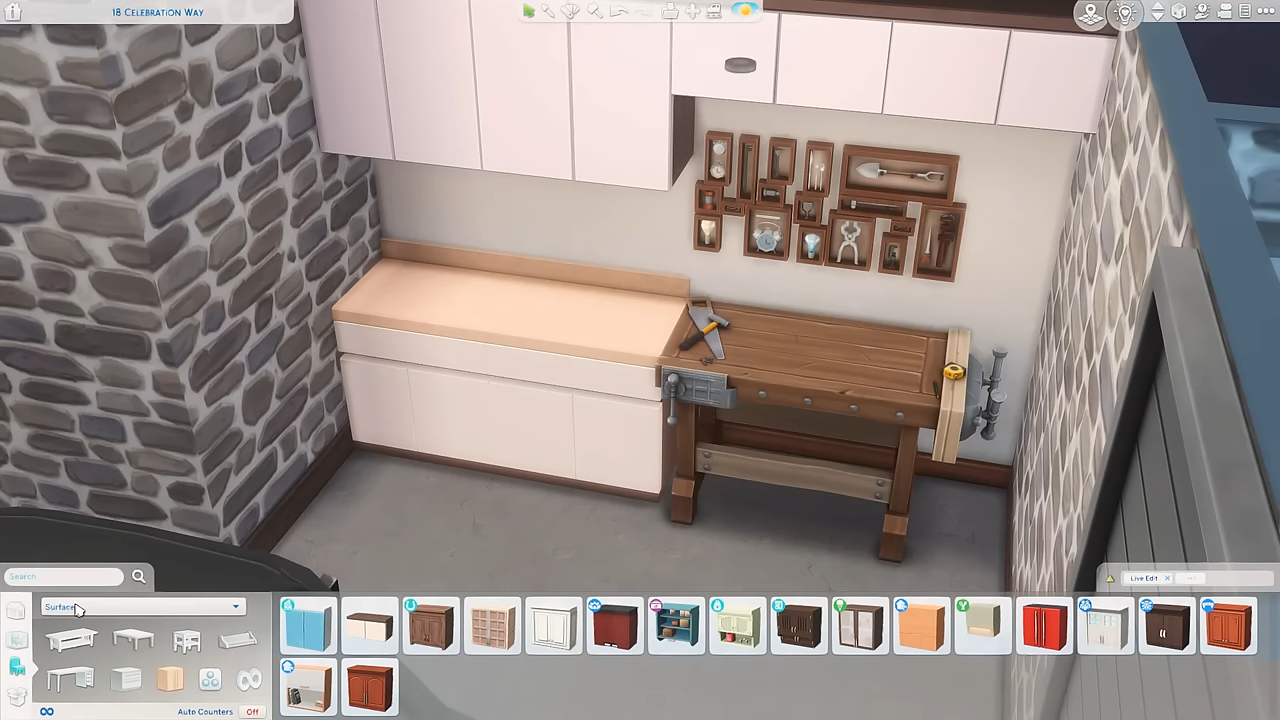 18 Celebration Way
Search
Live Edit
Surfaces
Auto Counters
Off